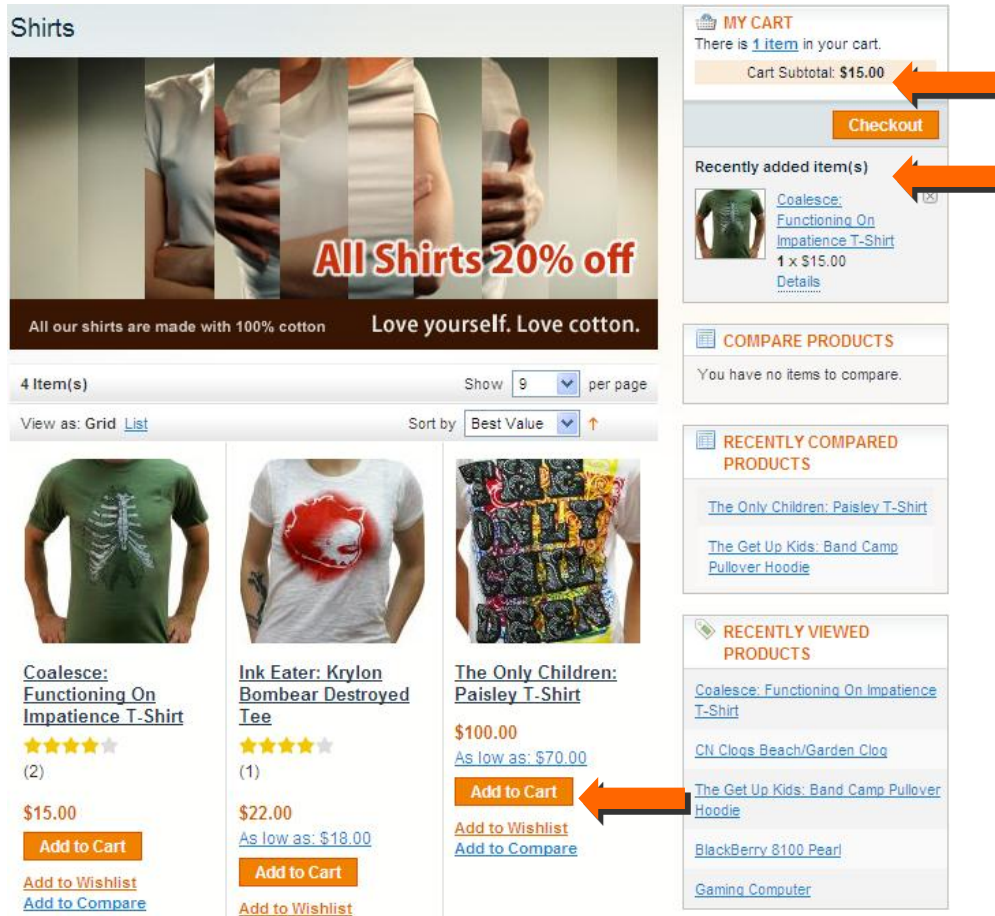 Shirts
All Shirts 20% off
All our shirts are made with 100% cotton
Love yourself. Love cotton.
4 Item(s)
Show 9 per page
View as: Grid List
Sort by Best Value
THE
ONLY
CHIL
DREN
Coalesce:
Functioning On
Impatience T-Shirt
(2)
$15.00
Add to Cart
Add to Wishlist
Add to Compare
Ink Eater: Krylon
Bombear Destroyed
Tee
(1)
$22.00
As low as: $18.00
Add to Cart
Add to Wishlist
The Only Children:
Paisley T-Shirt
$100.00
As low as: $70.00
Add to Cart
Add to Wishlist
Add to Compare
MY CART
There is 1 item in your cart.
Cart Subtotal: $15.00
Checkout
Recently added item(s)
Coalesce:
Functioning On
Impatience T-Shirt
1 x $15.00
Details
COMPARE PRODUCTS
You have no items to compare.
RECENTLY COMPARED
PRODUCTS
The Only Children: Paisley T-Shirt
The Get Up Kids: Band Camp
Pullover Hoodie
RECENTLY VIEWED
PRODUCTS
Coalesce: Functioning On Impatience
T-Shirt
CN Clogs Beach/Garden Clog
The Get Up Kids: Band Camp Pullover
Hoodie
BlackBerry 8100 Pearl
Gaming Computer